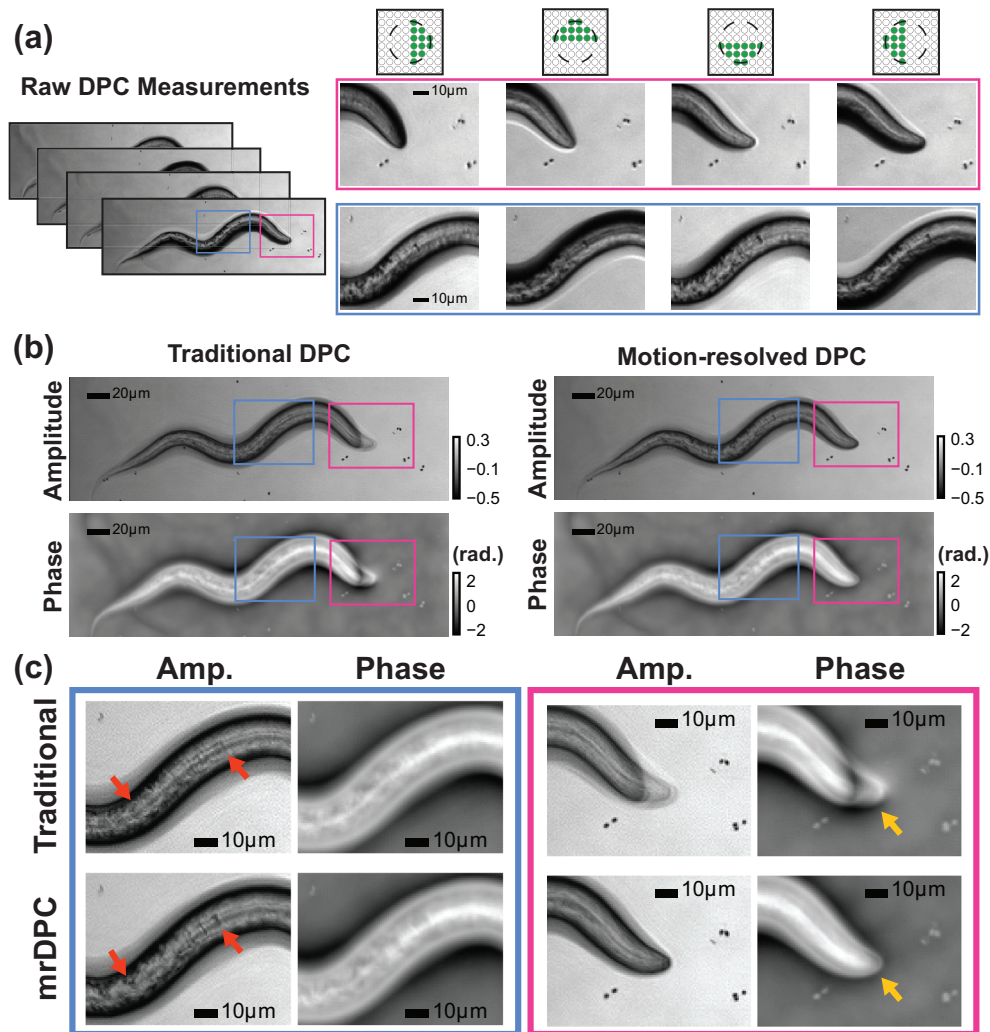 (a)
Raw DPC Measurements
10μm
10μm
(b)
Traditional DPC
Motion-resolved DPC
Amplitude
20μm
0.3
−0.1
−0.5
Amplitude
20μm
0.3
−0.1
−0.5
Phase
20μm
(rad.)
2
0
−2
Phase
20μm
(rad.)
2
0
−2
(c)
Amp.
Phase
Amp.
Phase
Traditional
10μm
10μm
10μm
10μm
mrDPC
10μm
10μm
10μm
10μm